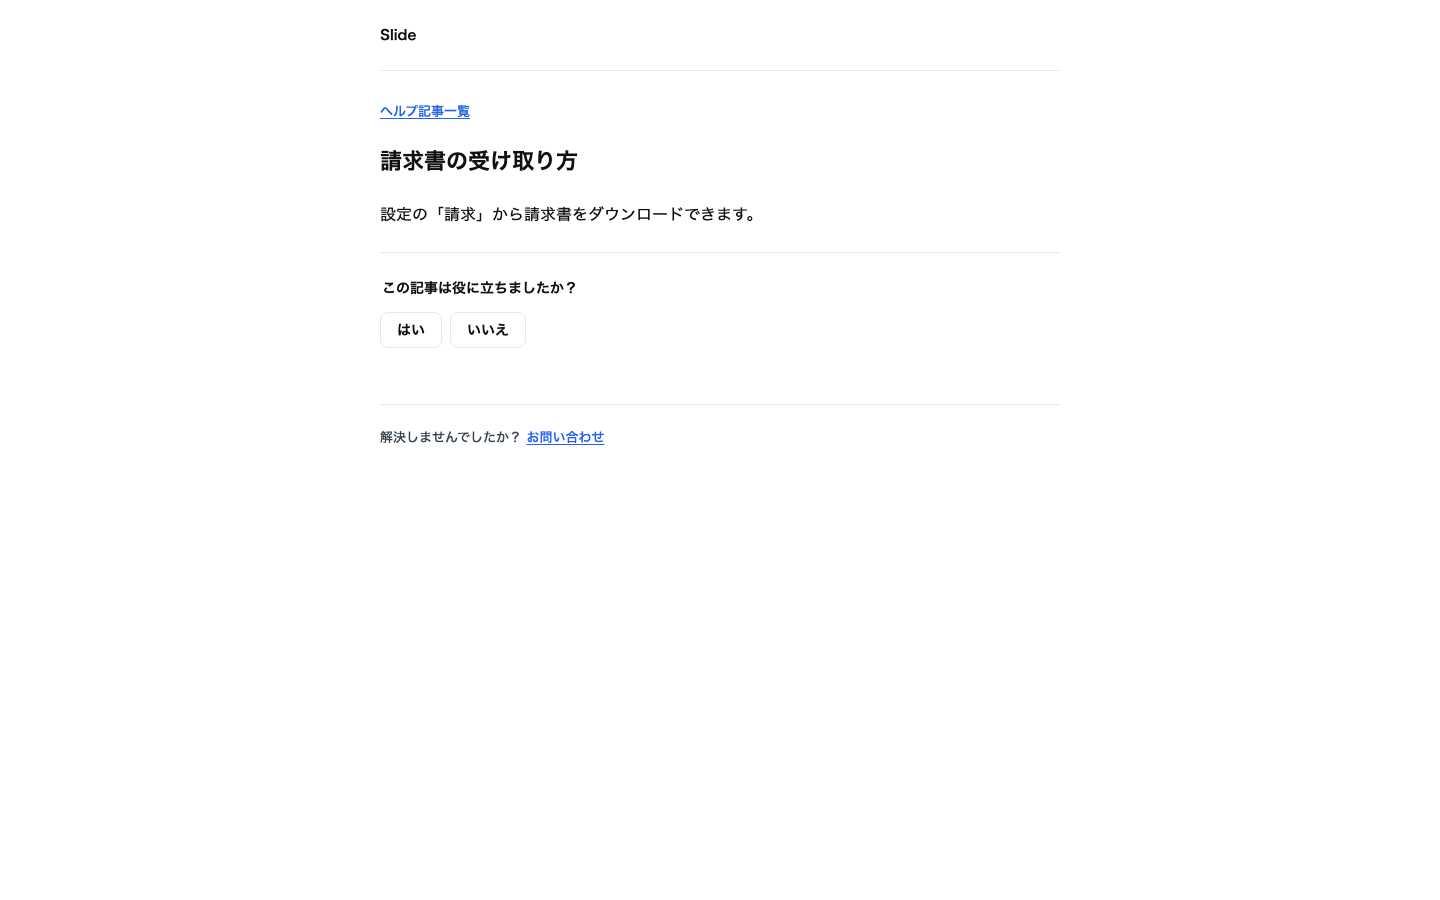 Slide
ヘルプ記事一覧
請求書の受け取り方
設定の「請求」から請求書をダウンロードできます。
この記事は役に立ちましたか？
はい いいえ
解決しませんでしたか？ お問い合わせ